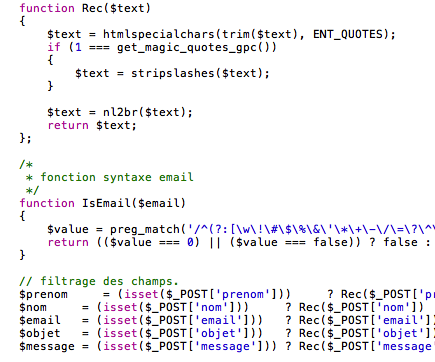 function Rec($text)
{
$text = htmlspecialchars(trim($text), ENT_QUOTES);
if (1 === get_magic_quotes_gpc())
{
$text = stripslashes($text);
}
$text = nl2br($text);
return $text;
};
/*
* fonction syntaxe email
*/
function IsEmail($email)
{
$value = preg_match('/^(?:[\w\!\#\$\%\&\'\*\+\-\/\=\?\^\
return (($value === 0) || ($value === false)) ? false :
}
// filtrage des champs.
$prenom = (isset($_POST['prenom'])) ? Rec($_POST['pr
$nom = (isset($_POST['nom'])) ? Rec($_POST['nom'])
$email = (isset($_POST['email'])) ? Rec($_POST['email'
$objet = (isset($_POST['objet'])) ? Rec($_POST['objet'
$message = (isset($_POST['message'])) ? Rec($_POST['message'